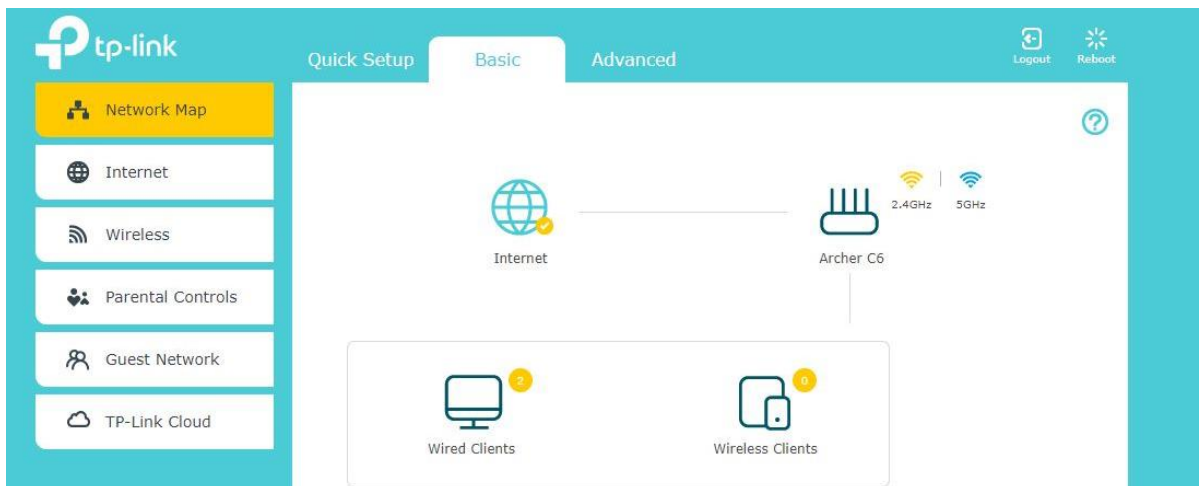 tp-link
Quick Setup
Basic
Advanced
Logout
Reboot
Network Map
Internet
Wireless
Parental Controls
Guest Network
TP-Link Cloud
?
2.4GHz
5GHz
Internet
Archer C6
2
0
Wired Clients
Wireless Clients